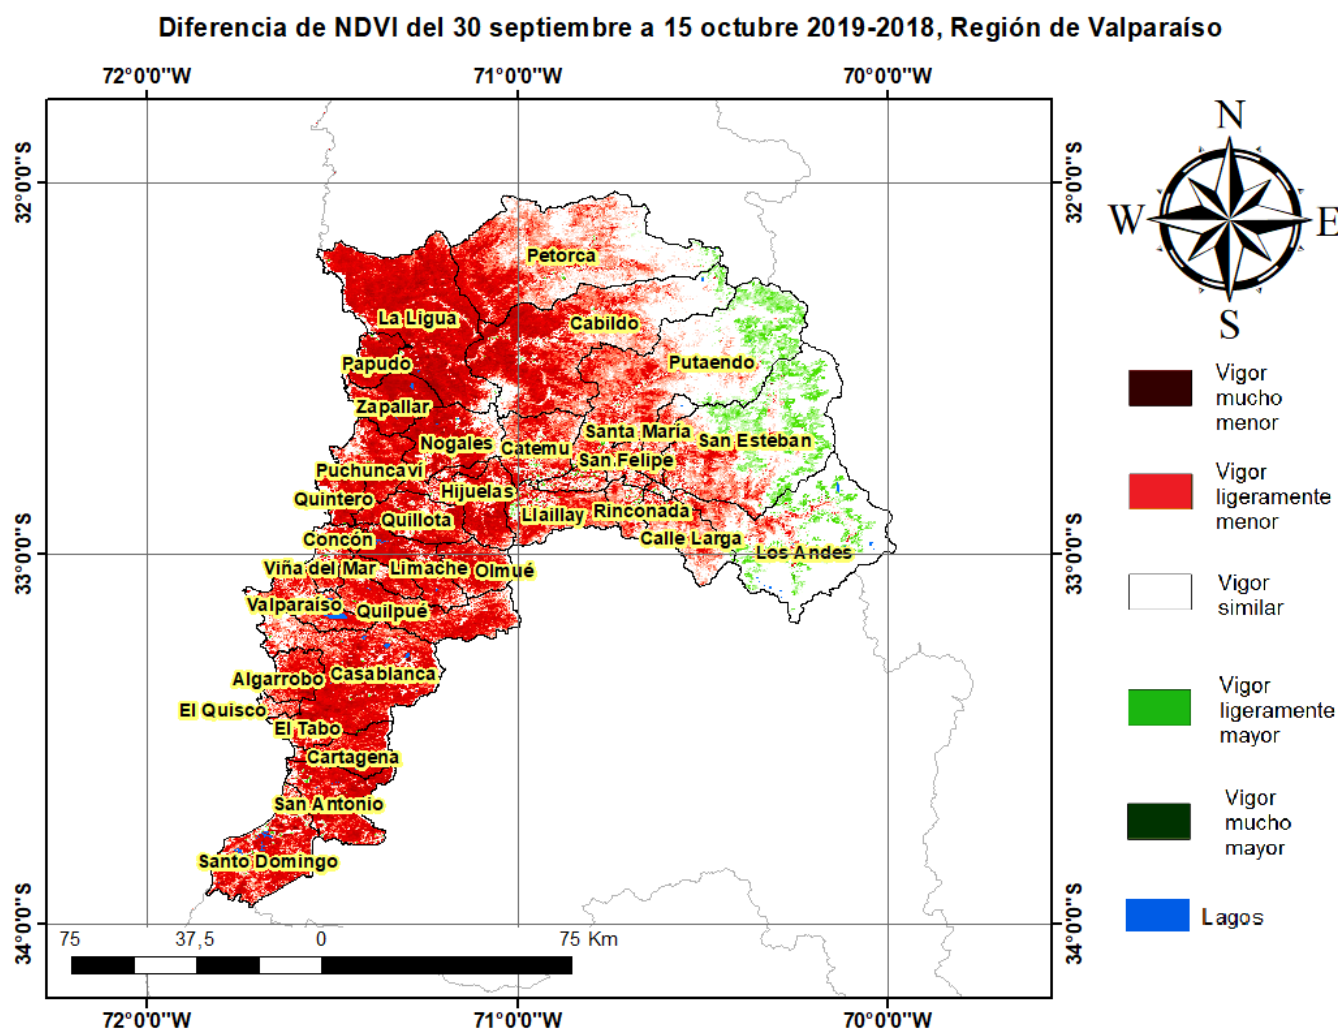 Diferencia de NDVI del 30 septiembre a 15 octubre 2019-2018, Región de Valparaíso
72°0'0"W 71°0'0"W 70°0'0"W
32°0'0"S 32°0'0"S
N
W E
S
Petorca
La Ligua
Cabildo
Papudo
Putaendo
Zapallar
Nogales
Catemu
Santa María
San Esteban
San Felipe
Puchuncaví
Quintero
Hijuelas
Quillota
Llaillay
Rinconada
Concón
Calle Larga
Los Andes
33°0'0"S 33°0'0"S
Viña del Mar
Limache
Olmué
Valparaíso
Quilpué
Algarrobo
Casablanca
El Quisco
El Tabo
Cartagena
San Antonio
Santo Domingo
34°0'0"S 34°0'0"S
75 37,5 0 75 Km
72°0'0"W 71°0'0"W 70°0'0"W
Vigor
mucho
menor
Vigor
ligeramente
menor
Vigor
similar
Vigor
ligeramente
mayor
Vigor
mucho
mayor
Lagos